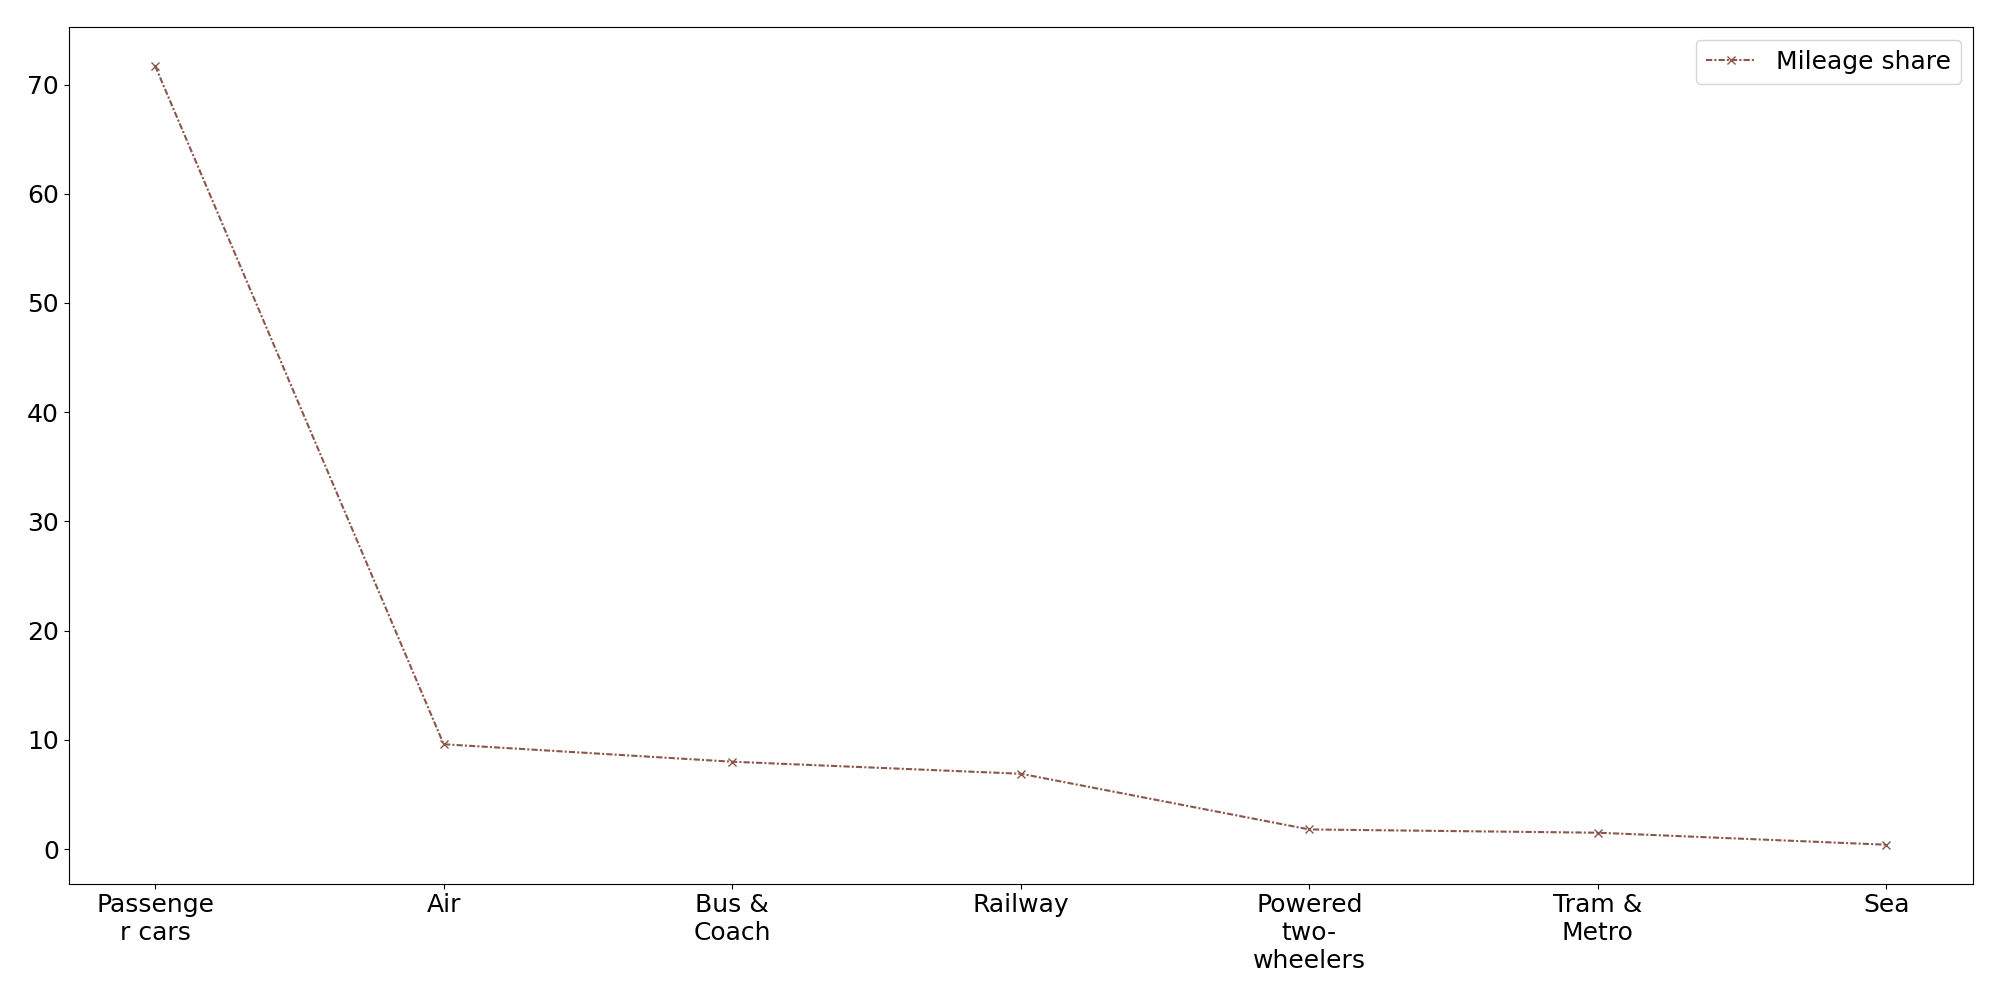 Mileage share
70
60
50
40
30
20
10
0
Passenge
r cars
Air
Bus &
Coach
Railway
Powered
two-
wheelers
Tram &
Metro
Sea